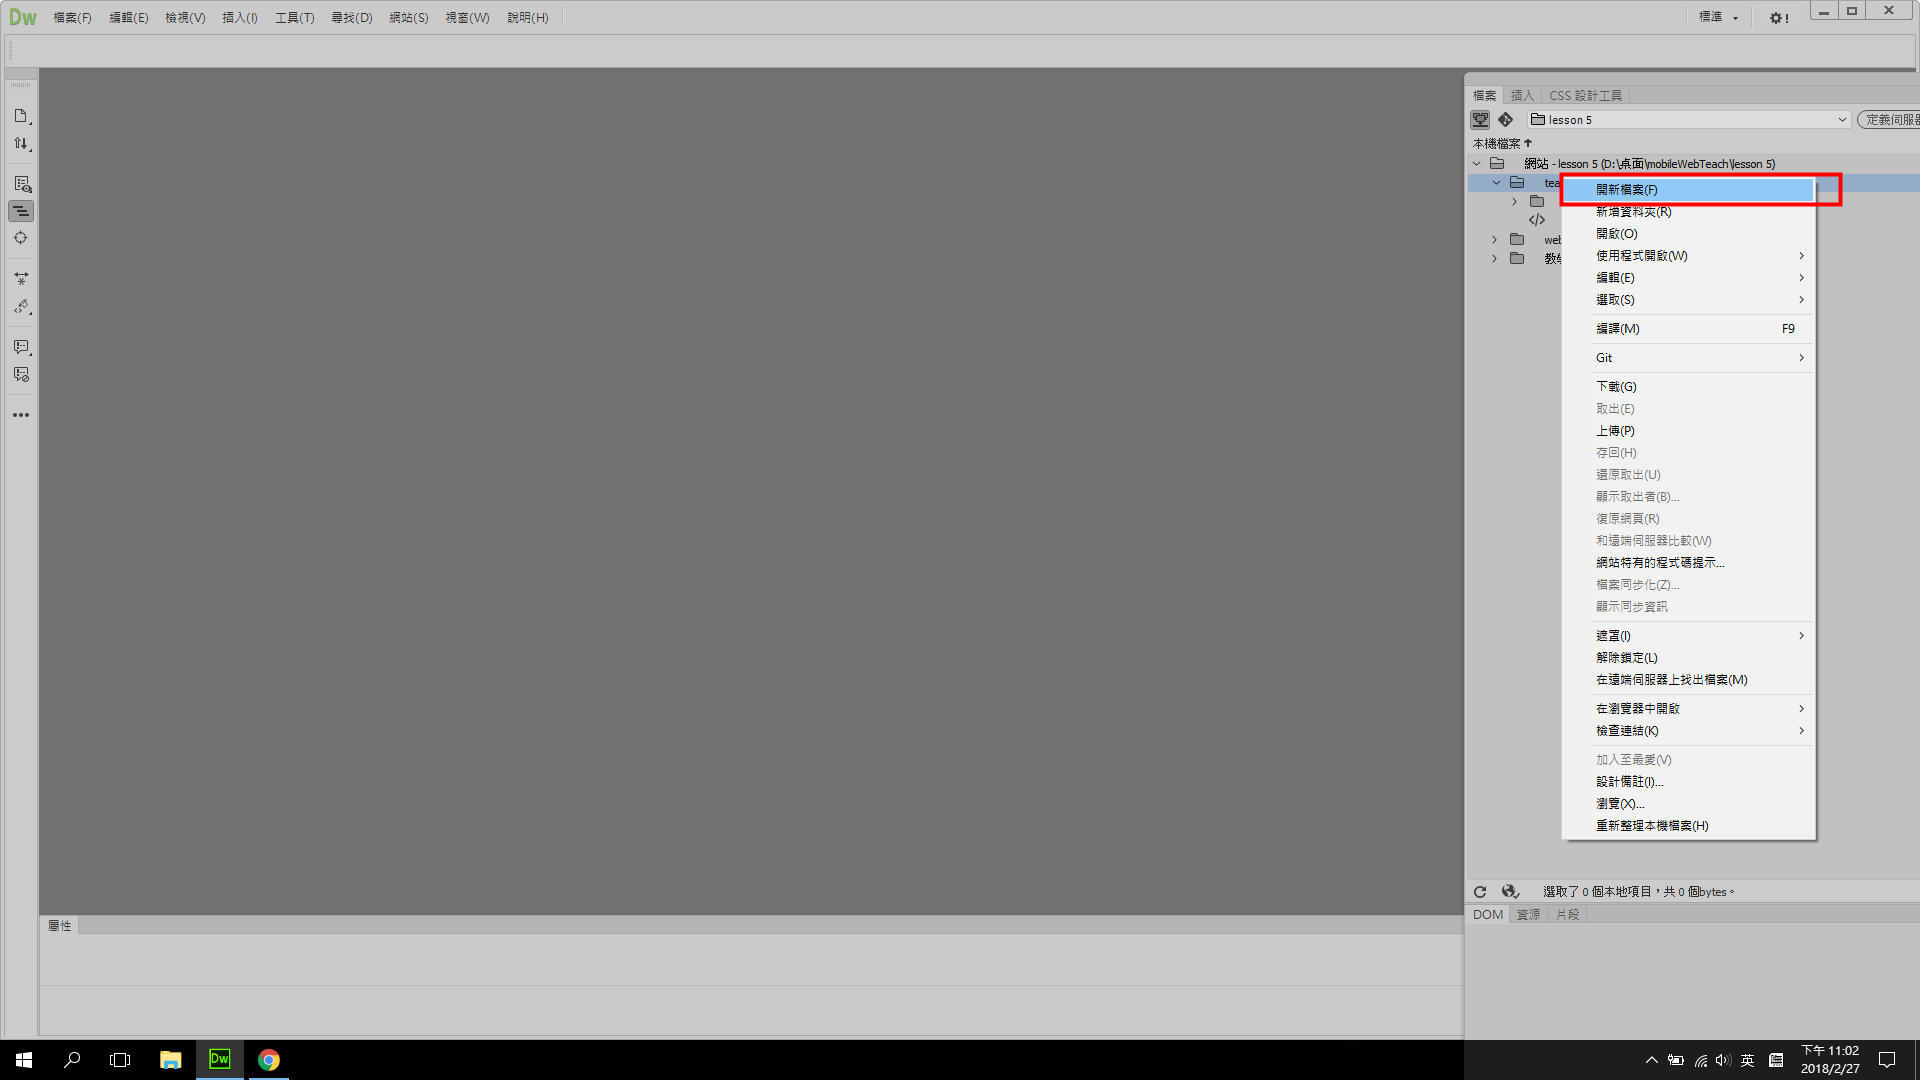 Dw 檔案(F) 編輯(E) 檢視(V) 插入(I) 工具(T) 尋找(D) 網站(S) 視窗(W) 說明(H) 標準
檔案 插入 CSS 設計工具
lesson 5
定義伺服器
本機檔案
網站 - lesson 5 (D:\桌面\mobileWebTeach\lesson 5)
tea
web
教學
開新檔案(F)
新增資料夾(R)
開啟(O)
使用程式開啟(W)
編輯(E)
選取(S)
編譯(M) F9
Git
下載(G)
取出(E)
上傳(P)
存回(H)
還原取出(U)
顯示取出者(B)...
復原網頁(R)
和遠端伺服器比較(W)
網站特有的程式碼提示...
檔案同步化(Z)...
顯示同步資訊
遮罩(I)
解除鎖定(L)
在遠端伺服器上找出檔案(M)
在瀏覽器中開啟
檢查連結(K)
加入至最愛(V)
設計備註(I)...
瀏覽(X)...
重新整理本機檔案(H)
選取了 0 個本地項目，共 0 個bytes。
DOM 資源 片段
屬性
Dw
英
下午 11:02
2018/2/27